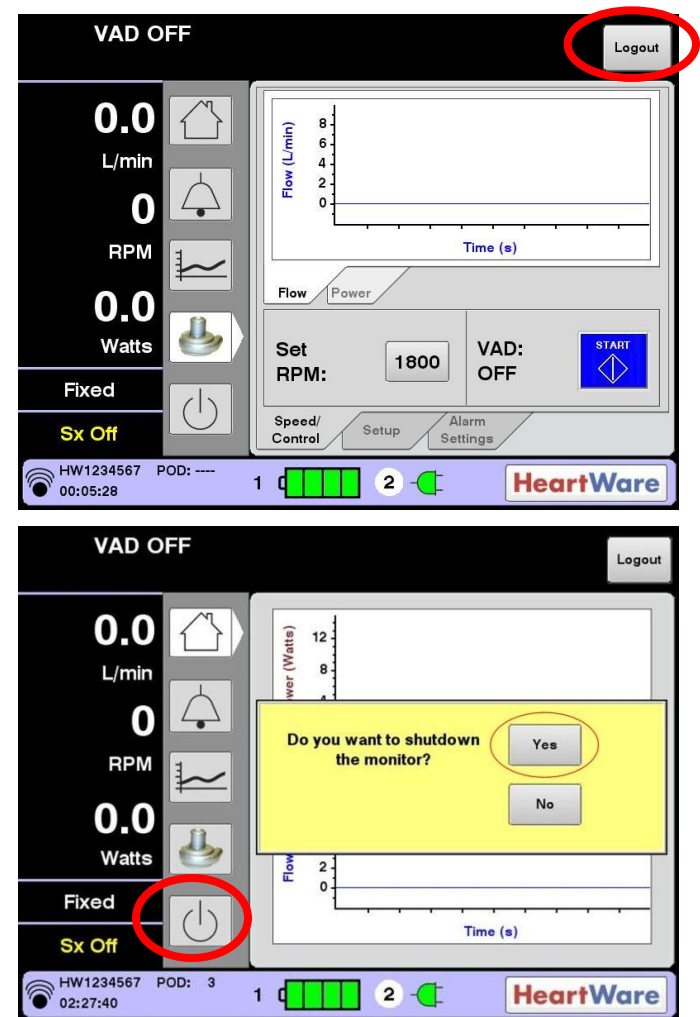 VAD OFF
Logout
0.0
L/min
0
RPM
0.0
Watts
Fixed
Sx Off
Flow (L/min)
8
6
4
2
0
Time (s)
Flow
Power
Set
RPM:
1800
VAD:
OFF
START
Speed/
Control
Setup
Alarm
Settings
HW1234567 POD: ----
00:05:28
1
2
HeartWare
VAD OFF
Logout
0.0
L/min
0
RPM
0.0
Watts
Fixed
Sx Off
(Watts)
12
8
Do you want to shutdown
the monitor?
Yes
No
2
0
Time (s)
HW1234567 POD: 3
02:27:40
1
2
HeartWare